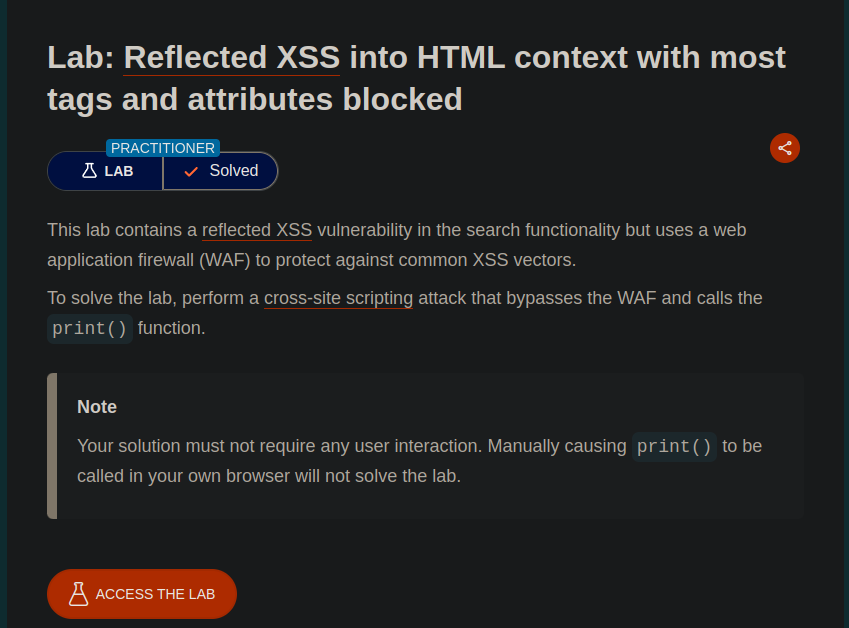 Lab: Reflected XSS into HTML context with most
tags and attributes blocked
PRACTITIONER
LAB
Solved
This lab contains a reflected XSS vulnerability in the search functionality but uses a web
application firewall (WAF) to protect against common XSS vectors.
To solve the lab, perform a cross-site scripting attack that bypasses the WAF and calls the
print() function.
Note
Your solution must not require any user interaction. Manually causing print() to be
called in your own browser will not solve the lab.
ACCESS THE LAB